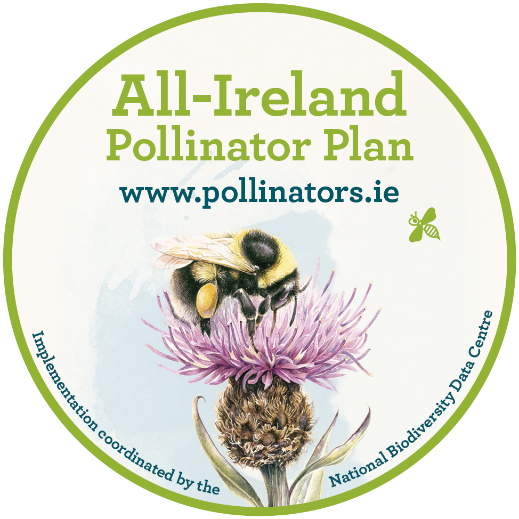 All-Ireland
Pollinator Plan
www.pollinators.ie
Implementation coordinated by the
National Biodiversity Data Centre